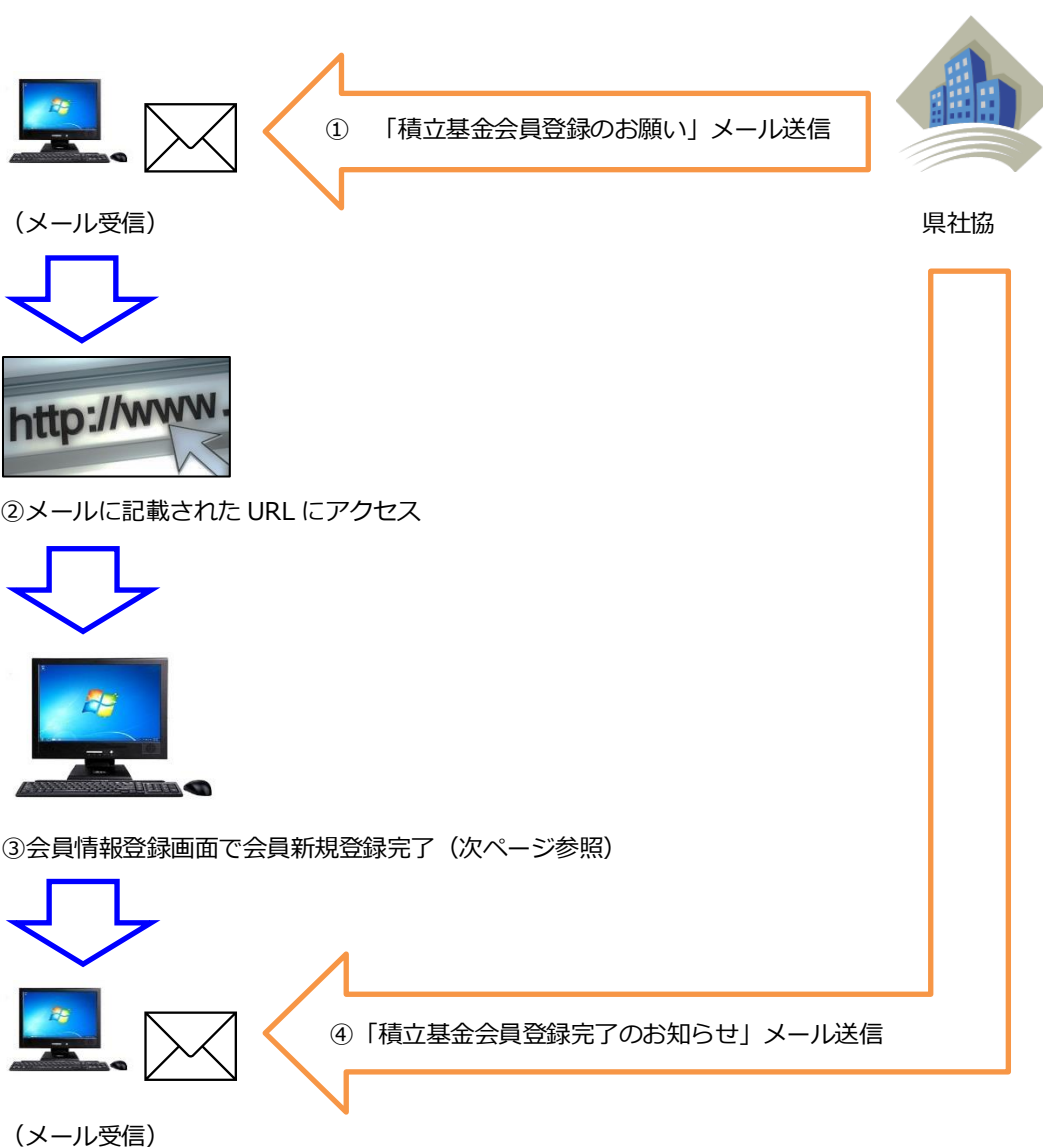 ① 「積立基金会員登録のお願い」メール送信
（メール受信）
県社協
http://www.
②メールに記載された URL にアクセス
③会員情報登録画面で会員新規登録完了（次ページ参照）
④「積立基金会員登録完了のお知らせ」メール送信
（メール受信）